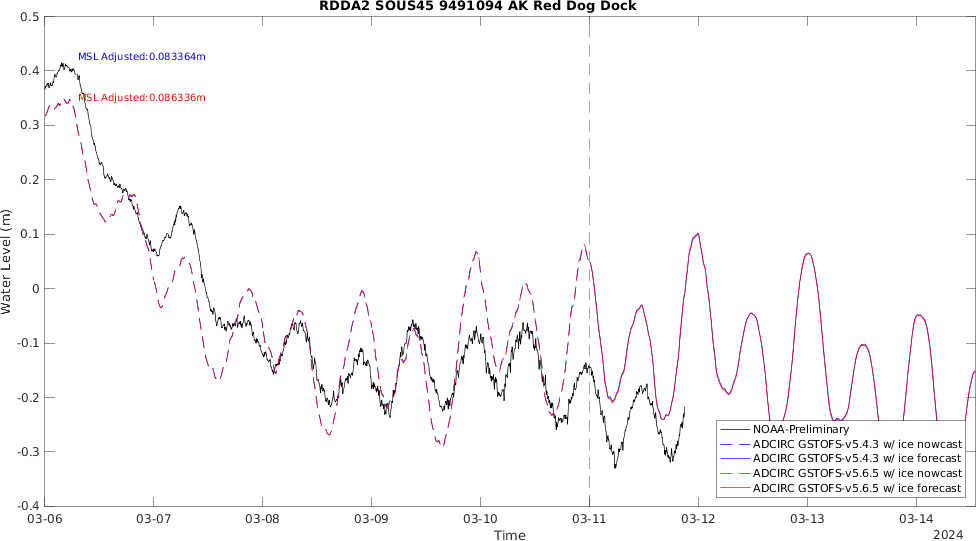 RDDA2 SOUS45 9491094 AK Red Dog Dock
0.5
0.4
0.3
0.2
0.1
0
-0.1
-0.2
-0.3
-0.4
Water Level (m)
MSL Adjusted:0.083364m
MSL Adjusted:0.086336m
NOAA-Preliminary
ADCIRC GSTOFS-v5.4.3 w/ ice nowcast
ADCIRC GSTOFS-v5.4.3 w/ ice forecast
ADCIRC GSTOFS-v5.6.5 w/ ice nowcast
ADCIRC GSTOFS-v5.6.5 w/ ice forecast
03-06 03-07 03-08 03-09 03-10 03-11 03-12 03-13 03-14
Time
2024